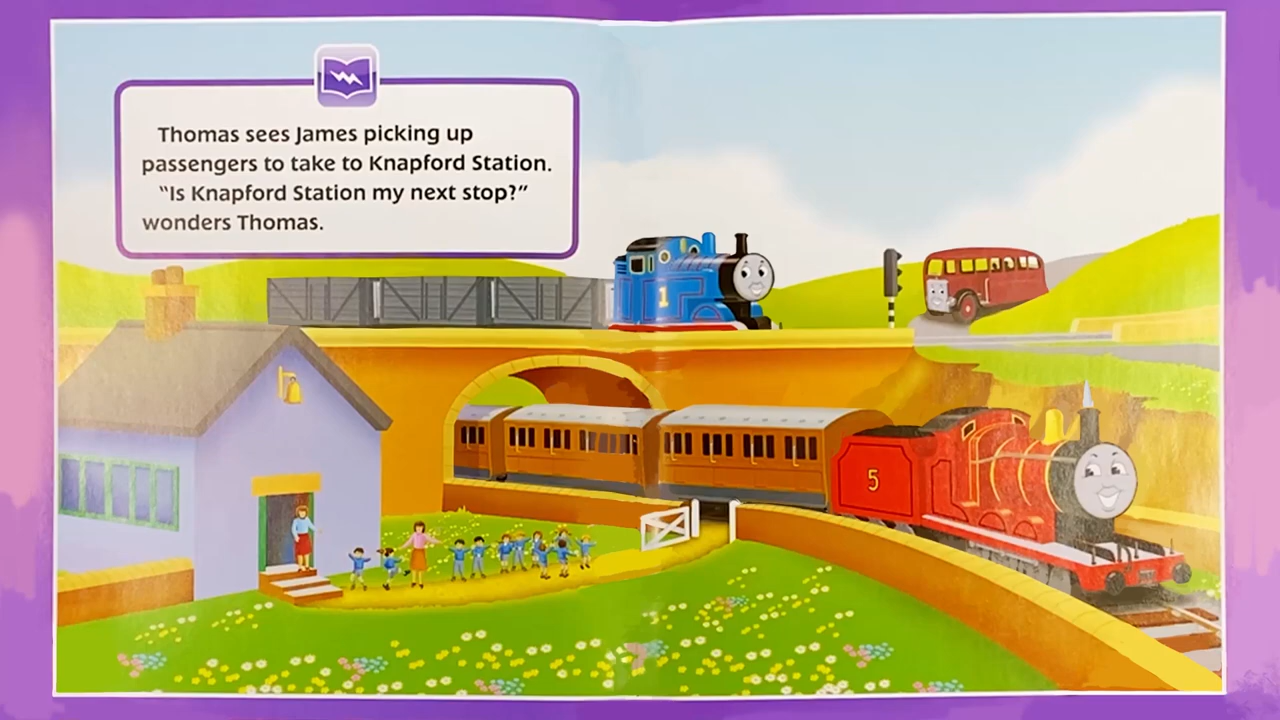 Thomas sees James picking up
passengers to take to Knapford Station.
“Is Knapford Station my next stop?”
wonders Thomas.
1
5